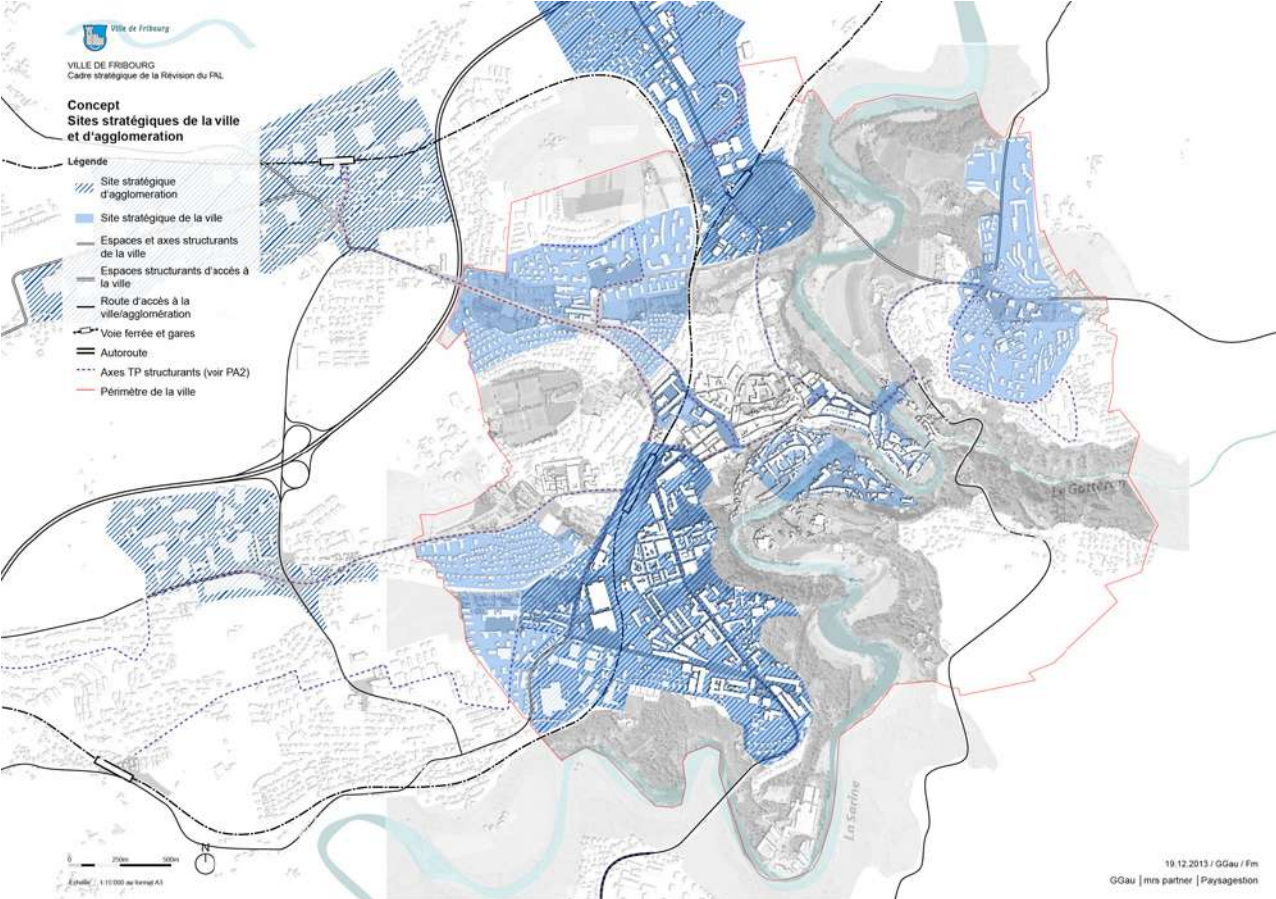 Ville de Fribourg
VILLE DE FRIBOURG
Cadre stratégique de la Révision du PAL
Concept
Sites stratégiques de la ville
et d'agglomeration
Légende
Site stratégique
d'agglomeration
Site stratégique de la ville
Espaces et axes structurants
de la ville
Espaces structurants d'accès à
la ville
Route d'accès à la
ville/agglomération
Voie ferrée et gares
Autoroute
Axes TP structurants (voir PA2)
Périmètre de la ville
Le Gottéron
La Sarine
N
0 250m 500m
Echelle 1:11'000 au format A3
19.12.2013 / GGau / Fm
GGau | mrs partner | Paysagestion